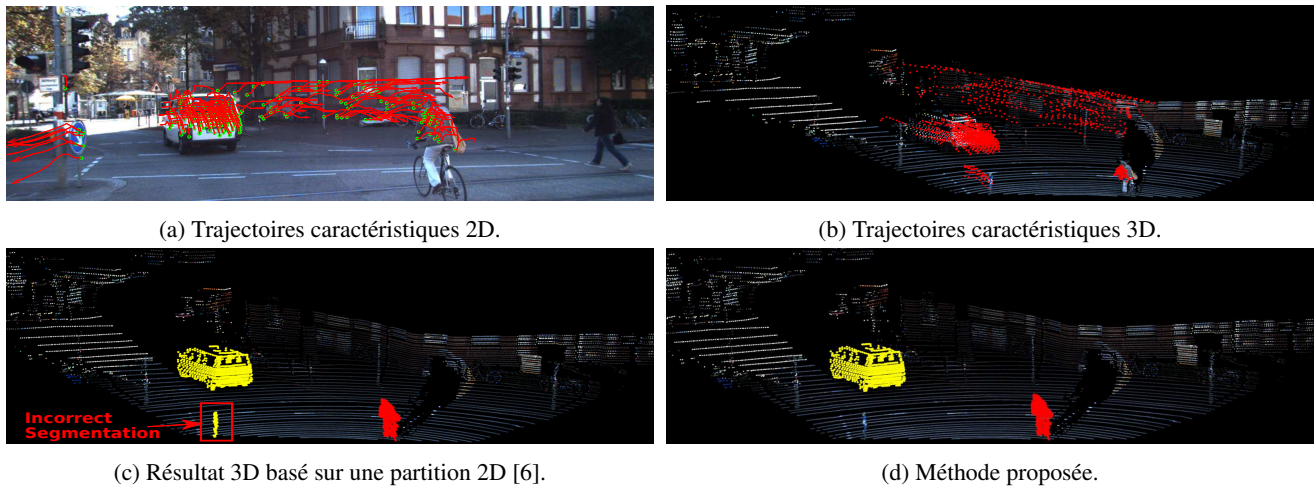 (a) Trajectoires caractéristiques 2D.
(b) Trajectoires caractéristiques 3D.
Incorrect
Segmentation
(c) Résultat 3D basé sur une partition 2D [6].
(d) Méthode proposée.